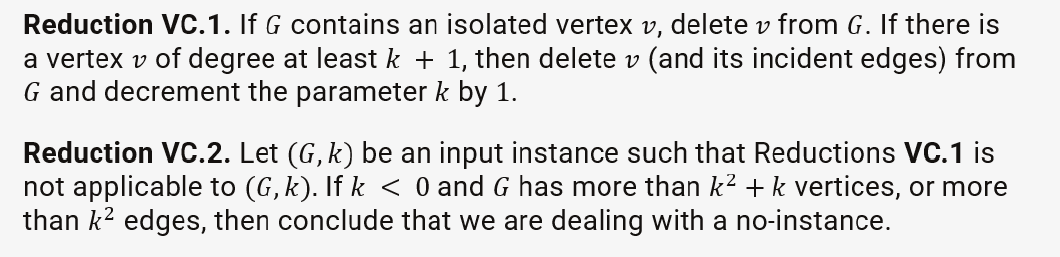 Reduction VC.1. If G contains an isolated vertex v, delete v from G. If there is
a vertex v of degree at least k + 1, then delete v (and its incident edges) from
G and decrement the parameter k by 1.
Reduction VC.2. Let (G, k) be an input instance such that Reductions VC.1 is
not applicable to (G, k). If k < 0 and G has more than k² + k vertices, or more
than k² edges, then conclude that we are dealing with a no-instance.